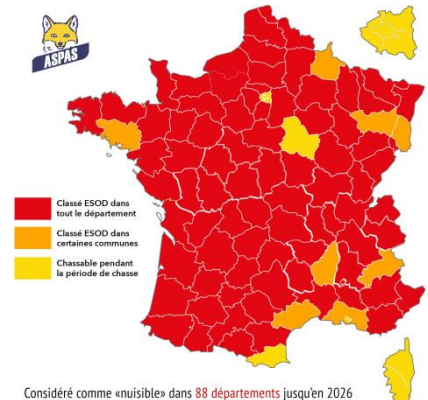 ASPAS
Classé ESOD dans
tout le département
Classé ESOD dans
certaines communes
Chassable pendant
la période de chasse
Considéré comme «nuisible» dans 88 départements jusqu'en 2026